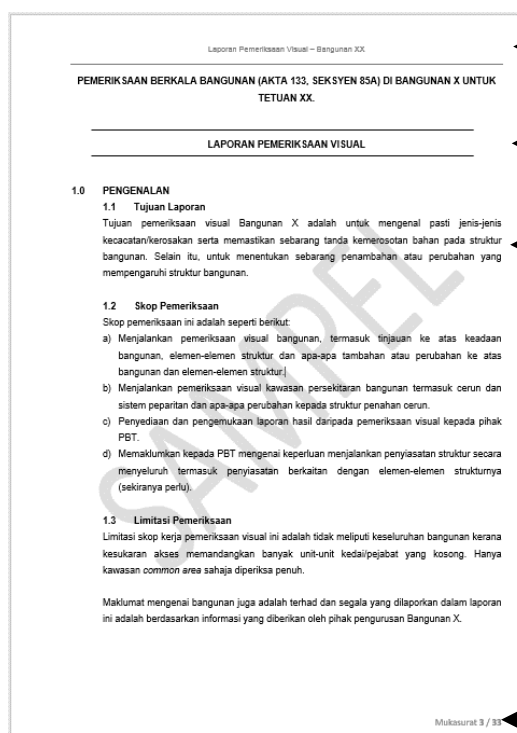 Laporan Pemeriksaan Visual – Bangunan XX
PEMERIKSAAN BERKALA BANGUNAN (AKTA 133, SEKSYEN 85A) DI BANGUNAN X UNTUK
TETUAN XX.
LAPORAN PEMERIKSAAN VISUAL
1.0 PENGENALAN
1.1 Tujuan Laporan
Tujuan pemeriksaan visual Bangunan X adalah untuk mengenal pasti jenis-jenis
kecacatan/kerosakan serta memastikan sebarang tanda kemerosotan bahan pada struktur
bangunan. Selain itu, untuk menentukan sebarang penambahan atau perubahan yang
mempengaruhi struktur bangunan.
1.2 Skop Pemeriksaan
Skop pemeriksaan ini adalah seperti berikut:
a) Menjalankan pemeriksaan visual bangunan, termasuk tinjauan ke atas keadaan
bangunan, elemen-elemen struktur dan apa-apa tambahan atau perubahan ke atas
bangunan dan elemen-elemen struktur.
b) Menjalankan pemeriksaan visual kawasan persekitaran bangunan termasuk cerun dan
sistem peparitan dan apa-apa perubahan kepada struktur penahan cerun.
c) Penyediaan dan pengemukaan laporan hasil daripada pemeriksaan visual kepada pihak
PBT.
d) Memaklumkan kepada PBT mengenai keperluan menjalankan penyiasatan struktur secara
menyeluruh termasuk penyiasatan berkaitan dengan elemen-elemen strukturnya
(sekiranya perlu).
1.3 Limitasi Pemeriksaan
Limitasi skop kerja pemeriksaan visual ini adalah tidak meliputi keseluruhan bangunan kerana
kesukaran akses memandangkan banyak unit-unit kedai/pejabat yang kosong. Hanya
kawasan common area sahaja diperiksa penuh.
Maklumat mengenai bangunan juga adalah terhad dan segala yang dilaporkan dalam laporan
ini adalah berdasarkan informasi yang diberikan oleh pihak pengurusan Bangunan X.
SAMPEL
Mukasurat 3 / 33